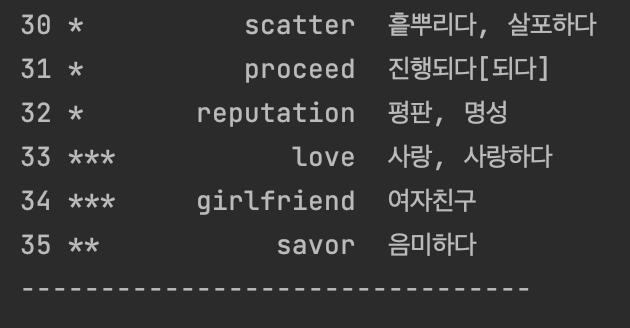 30 * scatter 흩뿌리다, 살포하다
31 * proceed 진행되다[되다]
32 * reputation 평판, 명성
33 *** love 사랑, 사랑하다
34 *** girlfriend 여자친구
35 ** savor 음미하다
--------------------------------